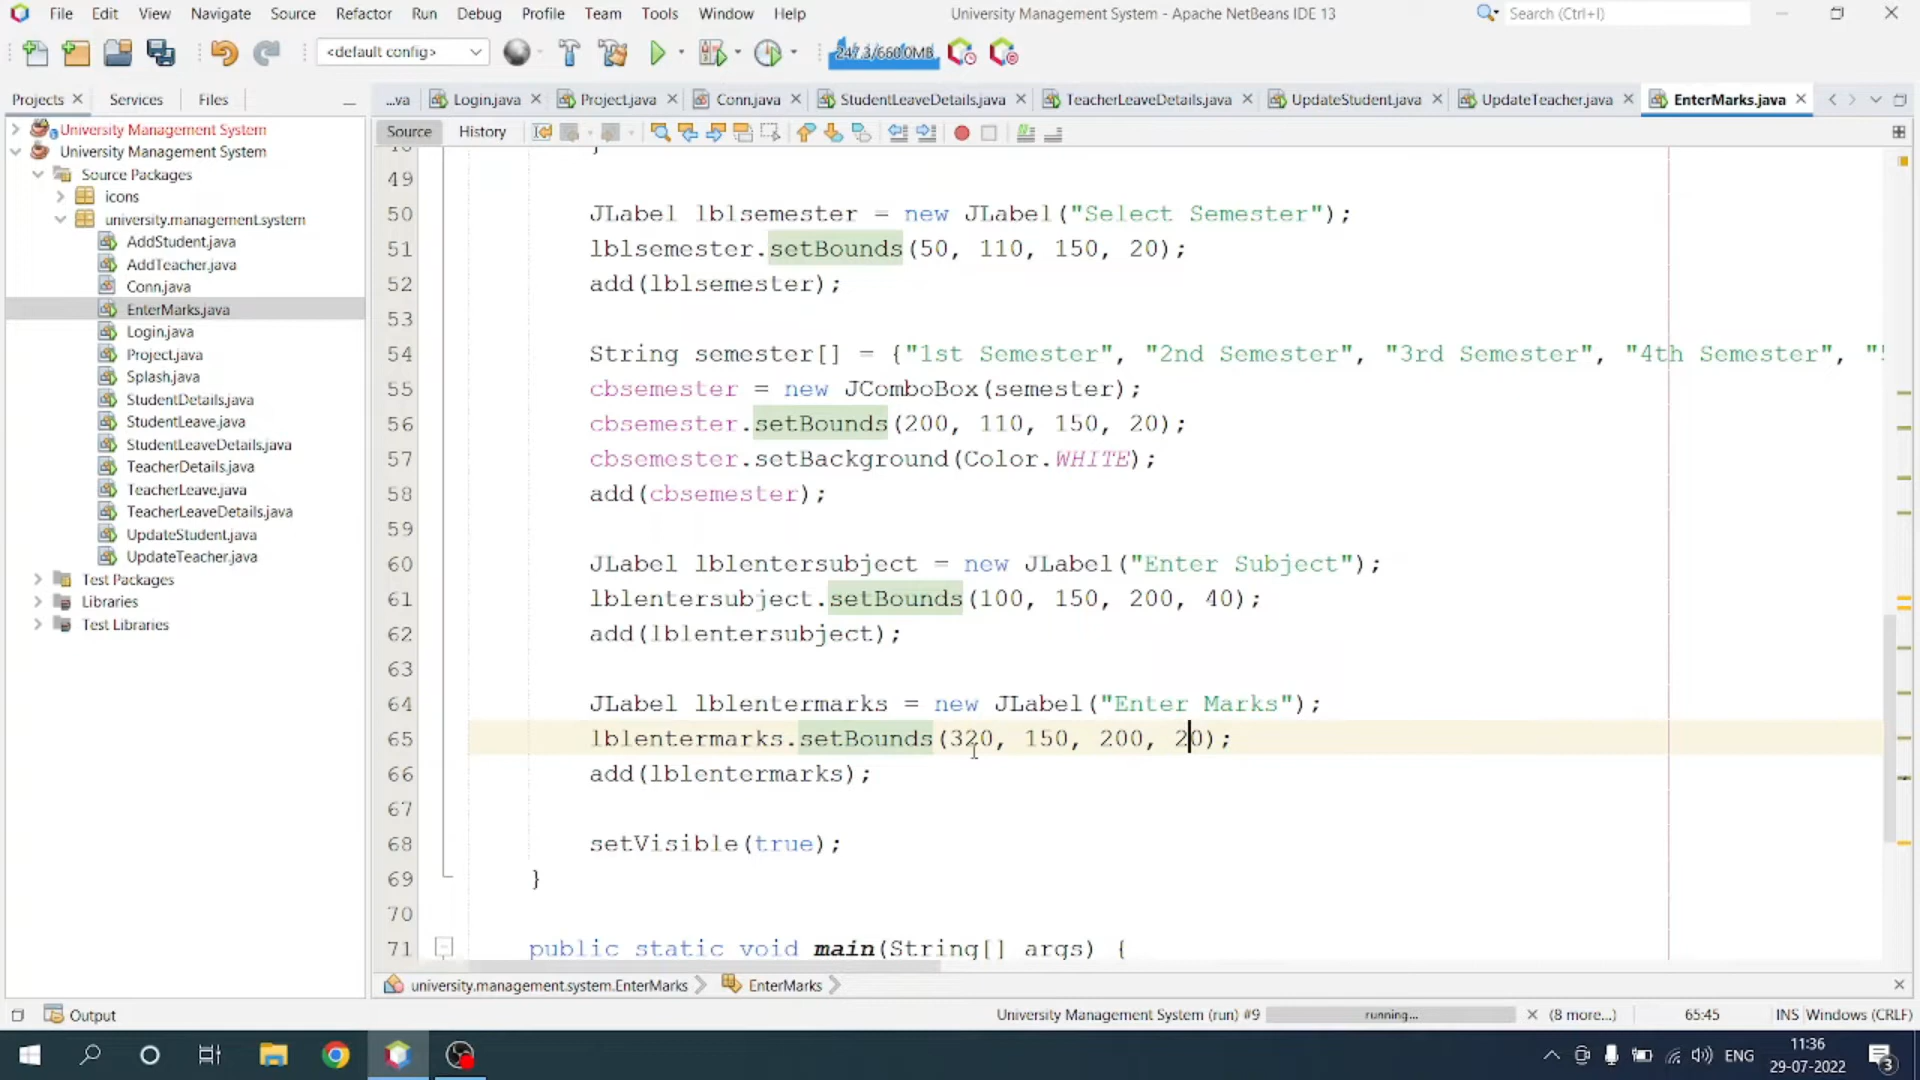 File Edit View Navigate Source Refactor Run Debug Profile Team Tools Window Help University Management System - Apache NetBeans IDE 13 Search (Ctrl+I)
<default config> 247.3/660.0MB
Projects Services Files ...va Login.java Project.java Conn.java StudentLeaveDetails.java TeacherLeaveDetails.java UpdateStudent.java UpdateTeacher.java EnterMarks.java
Source History
University Management System
University Management System
Source Packages
icons
university.management.system
AddStudent.java
AddTeacher.java
Conn.java
EnterMarks.java
Login.java
Project.java
Splash.java
StudentDetails.java
StudentLeave.java
StudentLeaveDetails.java
TeacherDetails.java
TeacherLeave.java
TeacherLeaveDetails.java
UpdateStudent.java
UpdateTeacher.java
Test Packages
Libraries
Test Libraries
49
50 JLabel lblsemester = new JLabel("Select Semester");
51 lblsemester.setBounds(50, 110, 150, 20);
52 add(lblsemester);
53
54 String semester[] = {"1st Semester", "2nd Semester", "3rd Semester", "4th Semester", "
55 cbsemester = new JComboBox(semester);
56 cbsemester.setBounds(200, 110, 150, 20);
57 cbsemester.setBackground(Color.WHITE);
58 add(cbsemester);
59
60 JLabel lblentersubject = new JLabel("Enter Subject");
61 lblentersubject.setBounds(100, 150, 200, 40);
62 add(lblentersubject);
63
64 JLabel lblentermarks = new JLabel("Enter Marks");
65 lblentermarks.setBounds(320, 150, 200, 20);
66 add(lblentermarks);
67
68 setVisible(true);
69 }
70
71 public static void main(String[] args) {
university.management.system.EnterMarks EnterMarks
Output University Management System (run) #9 running... (8 more...) 65:45 INS Windows (CRLF)
ENG 11:36
29-07-2022 3